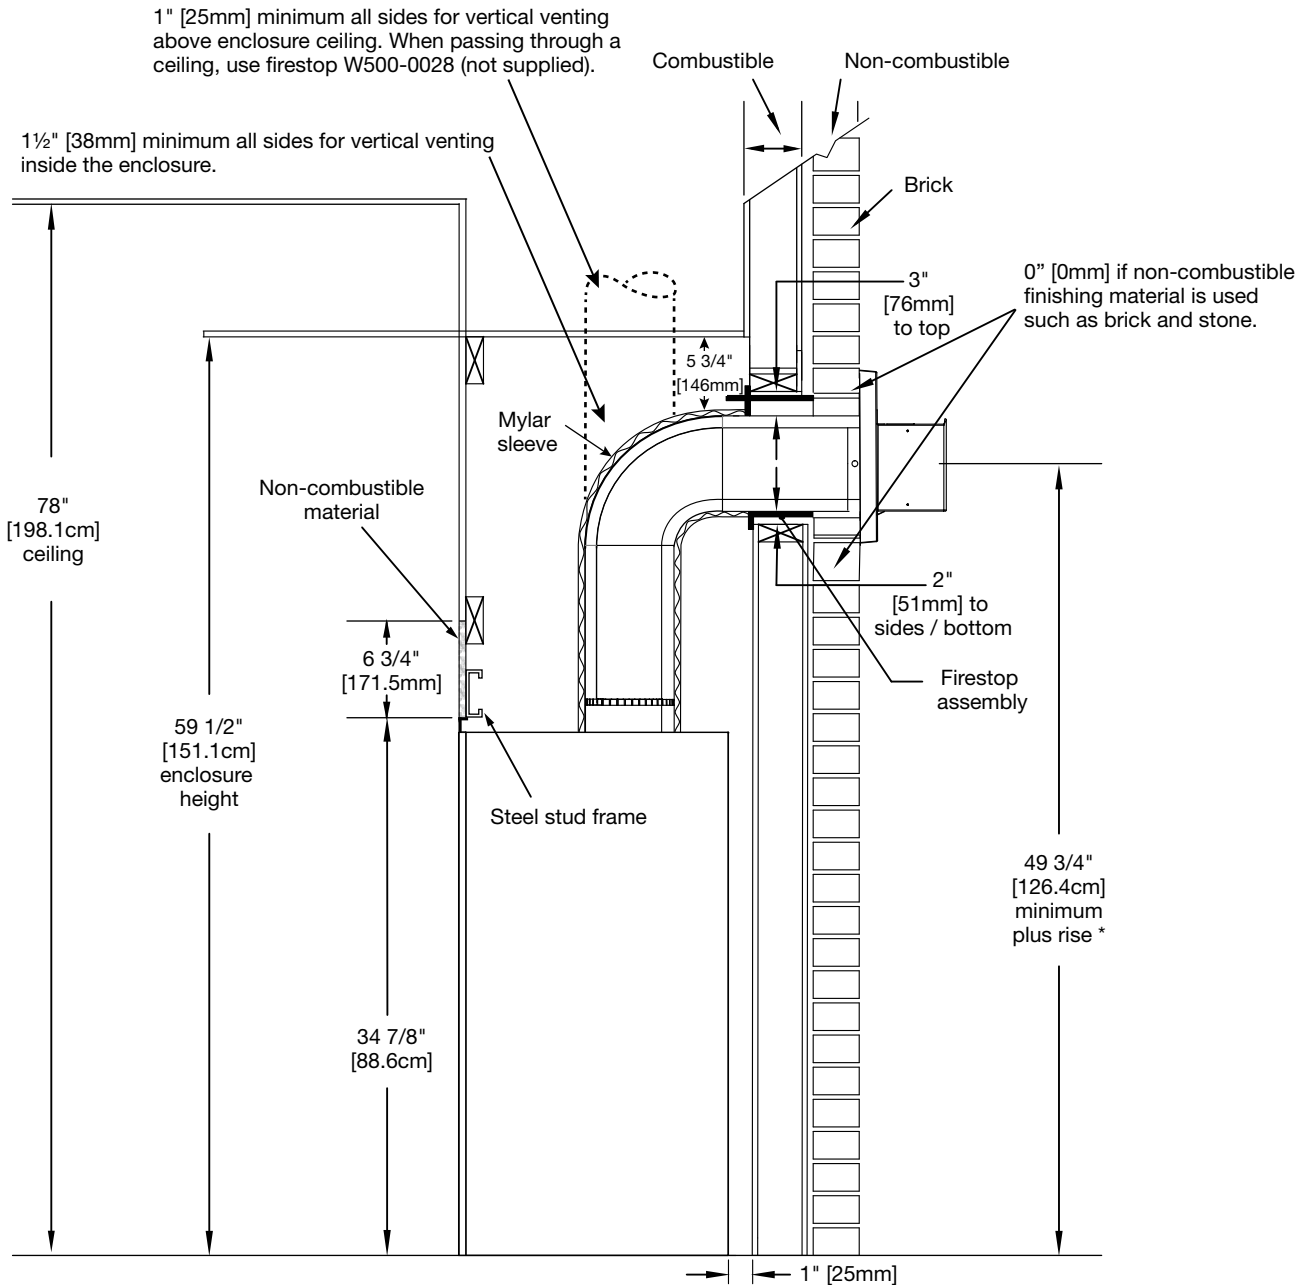 1" [25mm] minimum all sides for vertical venting
above enclosure ceiling. When passing through a
ceiling, use firestop W500-0028 (not supplied).
Combustible
Non-combustible
1½" [38mm] minimum all sides for vertical venting
inside the enclosure.
Brick
3"
[76mm]
to top
0” [0mm] if non-combustible
finishing material is used
such as brick and stone.
5 3/4"
[146mm]
Mylar
sleeve
Non-combustible
material
78"
[198.1cm]
ceiling
2"
[51mm] to
sides / bottom
6 3/4"
[171.5mm]
Firestop
assembly
59 1/2"
[151.1cm]
enclosure
height
Steel stud frame
49 3/4"
[126.4cm]
minimum
plus rise *
34 7/8"
[88.6cm]
1" [25mm]